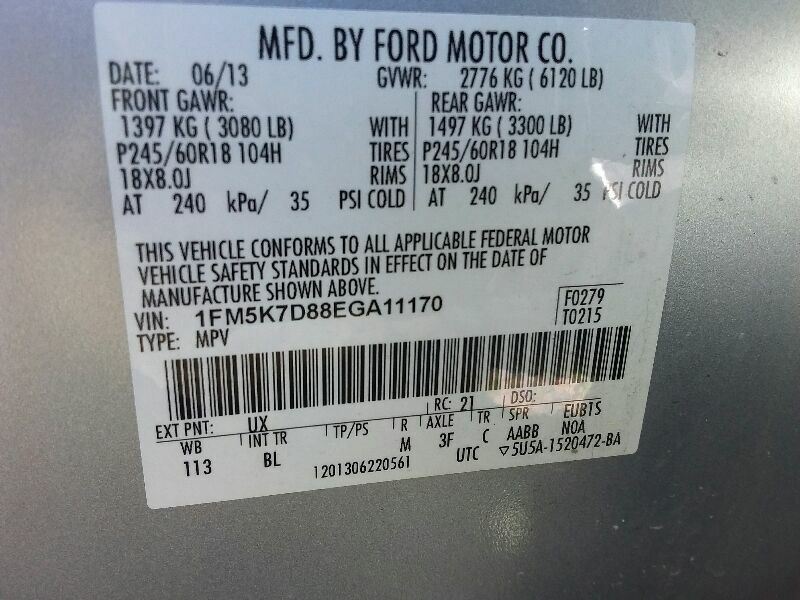 MFD. BY FORD MOTOR CO.
DATE: 06/13 GVWR: 2776 KG ( 6120 LB)
FRONT GAWR: REAR GAWR:
1397 KG ( 3080 LB) WITH 1497 KG ( 3300 LB) WITH
P245/60R18 104H TIRES P245/60R18 104H TIRES
18X8.0J RIMS 18X8.0J RIMS
AT 240 kPa/ 35 PSI COLD AT 240 kPa/ 35 PSI COLD
THIS VEHICLE CONFORMS TO ALL APPLICABLE FEDERAL MOTOR
VEHICLE SAFETY STANDARDS IN EFFECT ON THE DATE OF
MANUFACTURE SHOWN ABOVE.
VIN: 1FM5K7D88EGA11170 F0279
TYPE: MPV T0215
EXT PNT: UX RC: 21 DSO:
WB INT TR TP/PS R AXLE TR SPR EUBTS
113 BL M 3F C AABB NOA
1201306220561 UTC ▽5U5A-1520472-BA